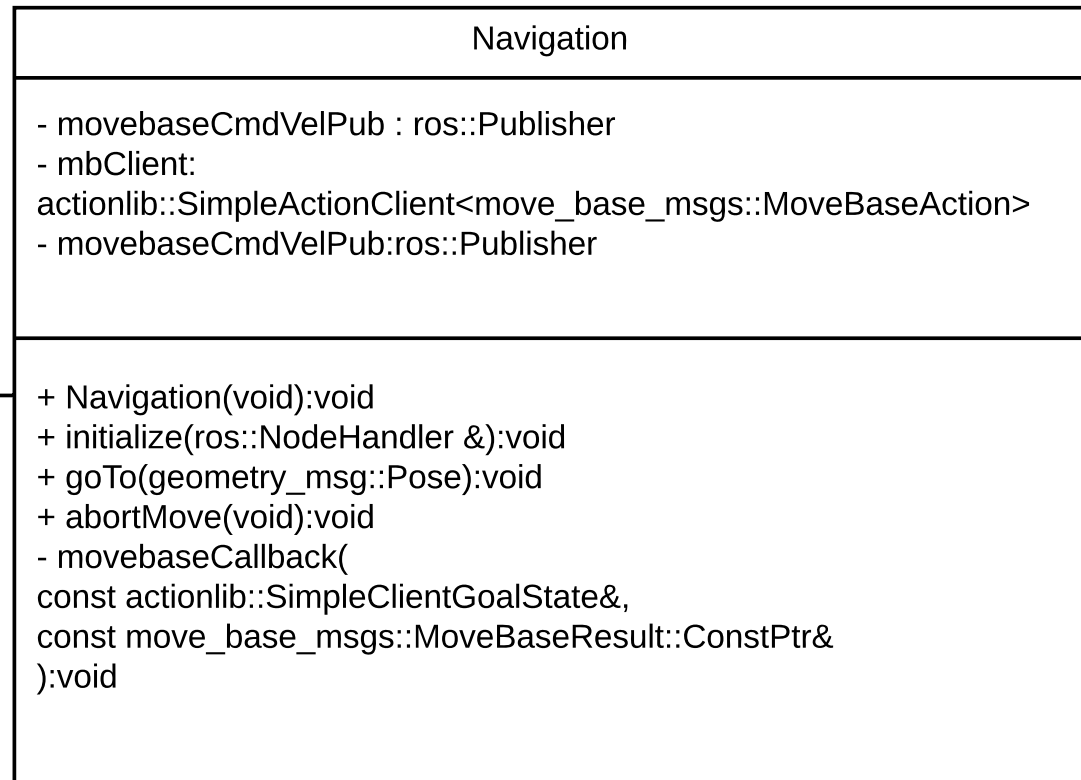 Navigation
- movebaseCmdVelPub : ros::Publisher
- mbClient:
actionlib::SimpleActionClient<move_base_msgs::MoveBaseAction>
- movebaseCmdVelPub:ros::Publisher
+ Navigation(void):void
+ initialize(ros::NodeHandler &):void
+ goTo(geometry_msg::Pose):void
+ abortMove(void):void
- movebaseCallback(
const actionlib::SimpleClientGoalState&,
const move_base_msgs::MoveBaseResult::ConstPtr&
):void